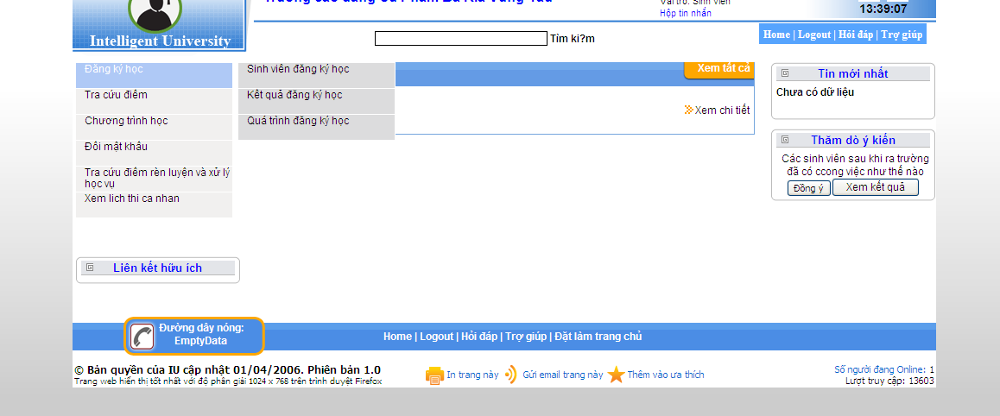 Trường cao đẳng Sư Phạm Bà Rịa Vũng Tàu
Vai trò: Sinh viên
Hộp tin nhắn
13:39:07
Intelligent University
Tìm ki?m
Home | Logout | Hỏi đáp | Trợ giúp
Đăng ký học
Tra cứu điểm
Chương trình học
Đổi mật khẩu
Tra cứu điểm rèn luyện và xử lý
học vụ
Xem lich thi ca nhan
Sinh viên đăng ký học
Kết quả đăng ký học
Quá trình đăng ký học
Xem tất cả
Xem chi tiết
Tin mới nhất
Chưa có dữ liệu
Thăm dò ý kiến
Các sinh viên sau khi ra trường
đã có ccong việc như thế nào
Đồng ý
Xem kết quả
Liên kết hữu ích
Đường dây nóng:
EmptyData
Home | Logout | Hỏi đáp | Trợ giúp | Đặt làm trang chủ
© Bản quyền của IU cập nhật 01/04/2006. Phiên bản 1.0
Trang web hiển thị tốt nhất với độ phân giải 1024 x 768 trên trình duyệt Firefox
In trang này
Gửi email trang này
Thêm vào ưa thích
Số người đang Online: 1
Lượt truy cập: 13603